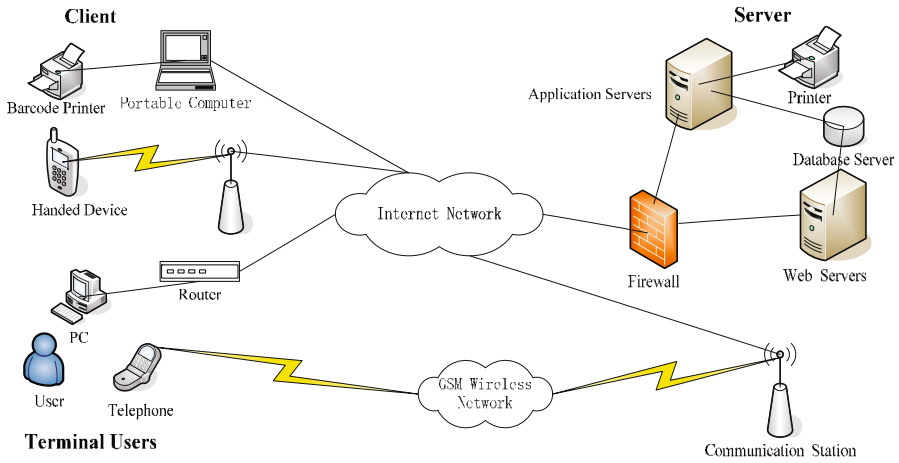 Client
Server
Barcode Printer
Portable Computer
Application Servers
Printer
Database Server
Handed Device
Internet Network
Firewall
Web Servers
Router
PC
User
Telephone
GSM Wireless
Network
Terminal Users
Communication Station